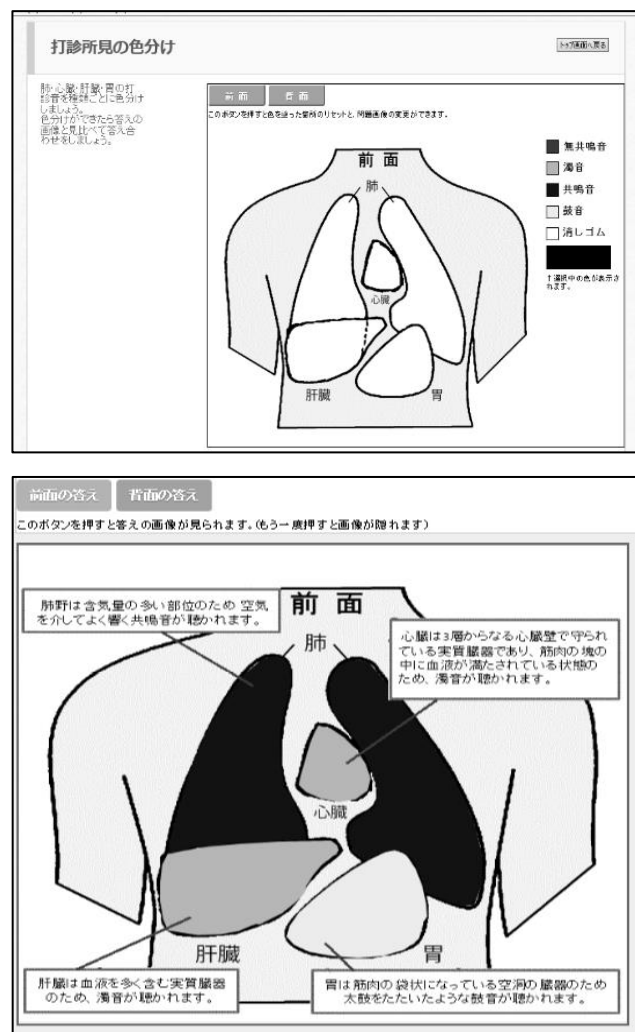 打診所見の色分け
トップ画面へ戻る
肺・心臓・肝臓・胃の打
診音を種類ごとに色分け
しましょう。
色分けができたら答えの
画像と見比べて答え合
わせをしましょう。
前面
背面
このボタンを押すと色を塗った箇所のリセットと、問題画像の変更ができます。
前面
肺
心臓
肝臓
胃
無共鳴音
濁音
共鳴音
鼓音
消しゴム
↑選択中の色が表示さ
れます。
前面の答え
背面の答え
このボタンを押すと答えの画像が見られます。(もう一度押すと画像が隠れます)
肺野は含気量の多い部位のため 空気
を介してよく響く共鳴音が聴かれます。
前面
心臓は3層からなる心臓壁で守られ
ている実質臓器であり、筋肉の塊の
中に血液が満たされている状態の
ため、濁音が聴かれます。
肺
心臓
肝臓
胃
肝臓は血液を多く含む実質臓器
のため、濁音が聴かれます。
胃は筋肉の袋状になっている空洞の臓器のため
太鼓をたたいたような鼓音が聴かれます。